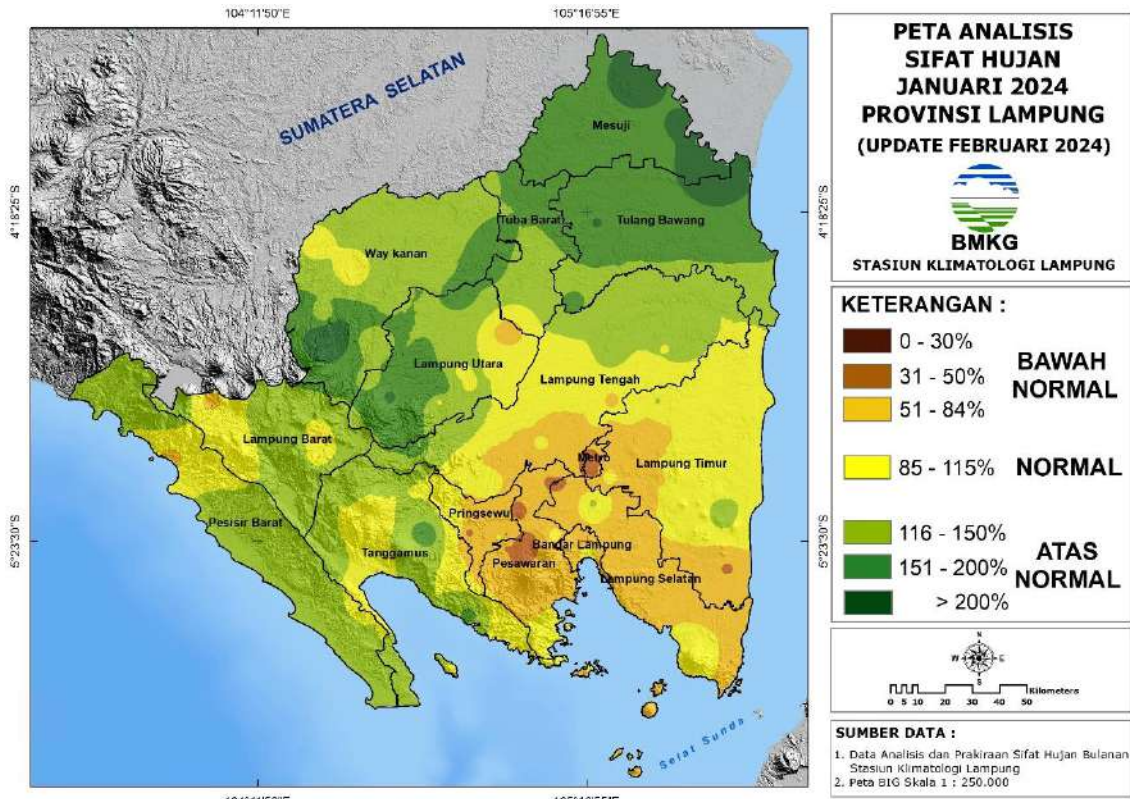 104°11'50"E
105°16'55"E
4°18'25"S
4°18'25"S
5°23'30"S
5°23'30"S
SUMATERA SELATAN
Mesuji
Tuba Barat
Tulang Bawang
Way kanan
Lampung Utara
Lampung Tengah
Lampung Barat
Metro
Lampung Timur
Pesisir Barat
Pringsewu
Tanggamus
Bandar Lampung
Pesawaran
Lampung Selatan
Selat Sunda
PETA ANALISIS
SIFAT HUJAN
JANUARI 2024
PROVINSI LAMPUNG
(UPDATE FEBRUARI 2024)
BMKG
STASIUN KLIMATOLOGI LAMPUNG
KETERANGAN :
0 - 30%
31 - 50%
51 - 84%
BAWAH
NORMAL
85 - 115%
NORMAL
116 - 150%
151 - 200%
> 200%
ATAS
NORMAL
N
W
E
S
Kilometers
0 5 10 20 30 40 50
SUMBER DATA :
1. Data Analisis dan Prakiraan Sifat Hujan Bulanan
Stasiun Klimatologi Lampung
2. Peta BIG Skala 1 : 250.000